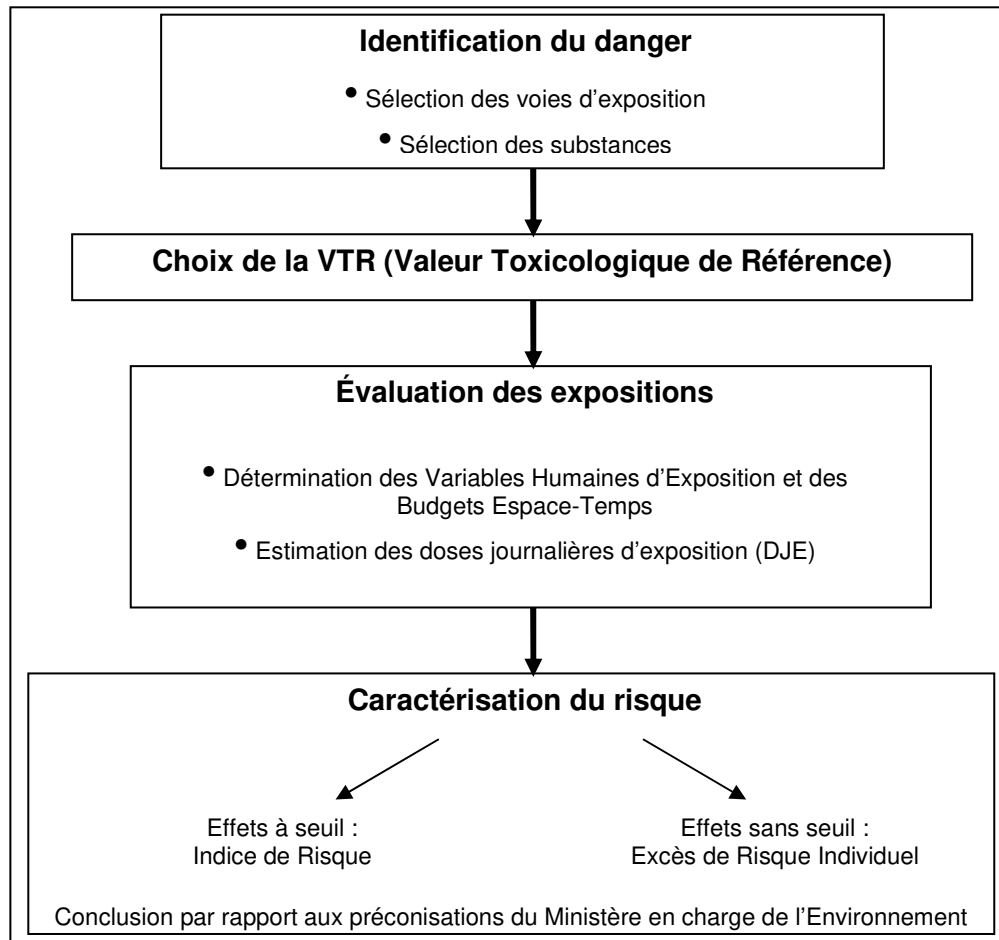 Identification du danger
• Sélection des voies d'exposition
• Sélection des substances
Choix de la VTR (Valeur Toxicologique de Référence)
Évaluation des expositions
• Détermination des Variables Humaines d'Exposition et des
Budgets Espace-Temps
• Estimation des doses journalières d'exposition (DJE)
Caractérisation du risque
Effets à seuil :
Indice de Risque
Effets sans seuil :
Excès de Risque Individuel
Conclusion par rapport aux préconisations du Ministère en charge de l'Environnement